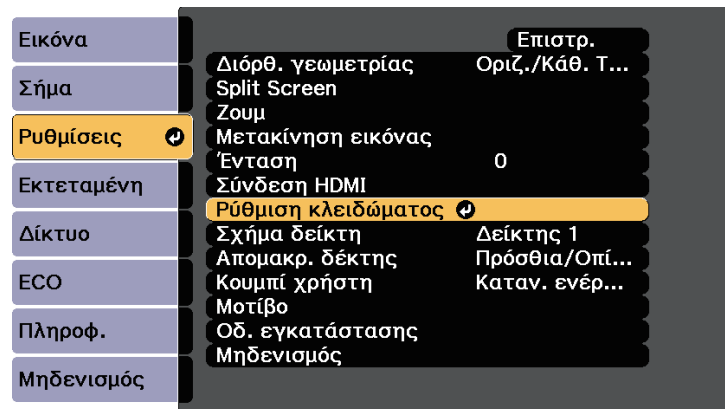 Εικόνα
Σήμα
Ρυθμίσεις
Εκτεταμένη
Δίκτυο
ECO
Πληροφ.
Μηδενισμός
Επιστρ.
Διόρθ. γεωμετρίας Οριζ./Κάθ. Τ...
Split Screen
Ζουμ
Μετακίνηση εικόνας
Ένταση 0
Σύνδεση HDMI
Ρύθμιση κλειδώματος
Σχήμα δείκτη Δείκτης 1
Απομακρ. δέκτης Πρόσθια/Οπί...
Κουμπί χρήστη Καταν. ενέρ...
Μοτίβο
Οδ. εγκατάστασης
Μηδενισμός